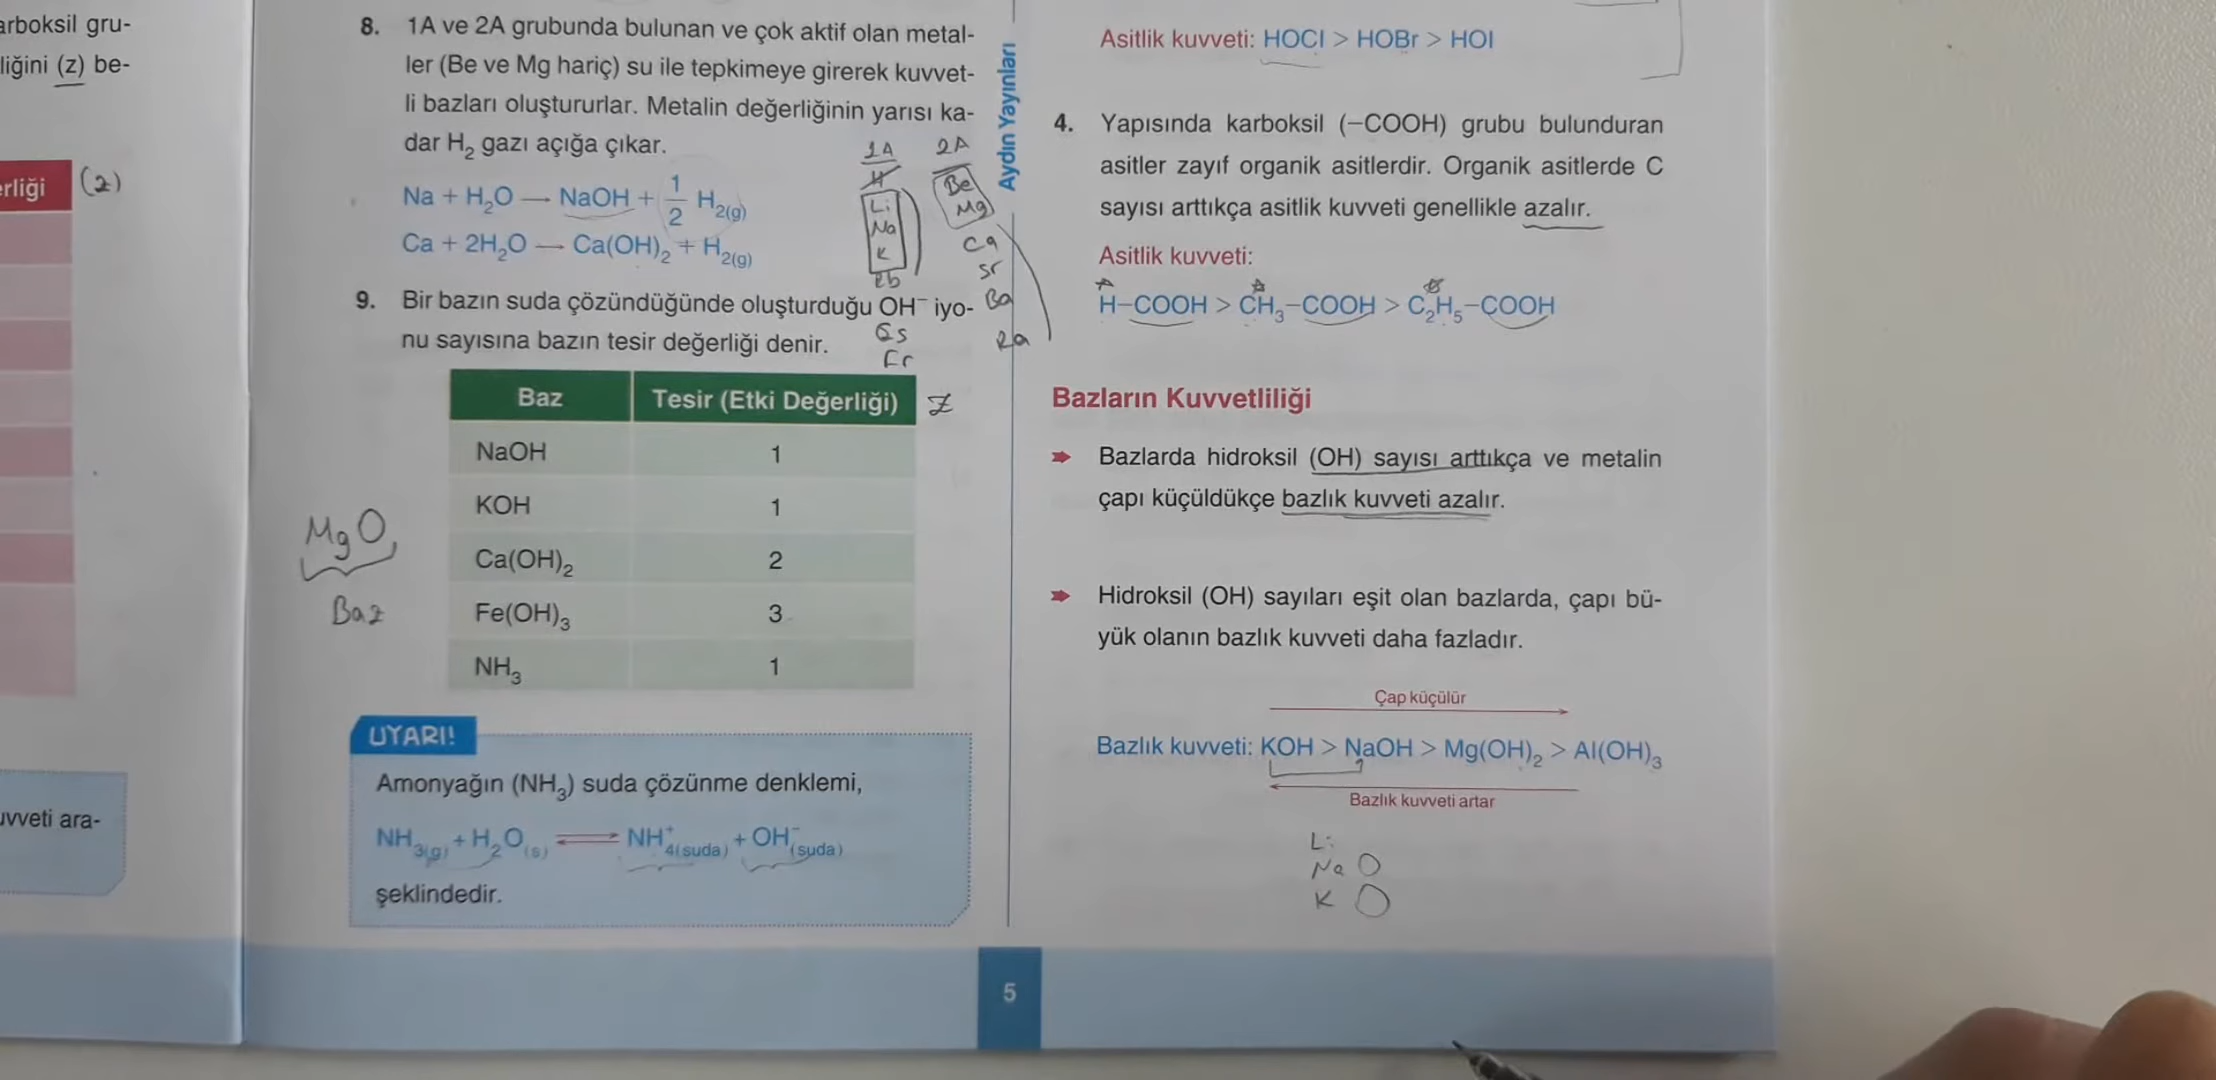 arboksil gru-
liğini (z) be-
erliği
(2)
uvveti ara-
8. 1A ve 2A grubunda bulunan ve çok aktif olan metal-
ler (Be ve Mg hariç) su ile tepkimeye girerek kuvvet-
li bazları oluştururlar. Metalin değerliğinin yarısı ka-
dar H₂ gazı açığa çıkar.
Na + H₂O → NaOH + 1/2 H₂(g)
Ca + 2H₂O → Ca(OH)₂ + H₂(g)
1A
H
Li
Na
K
Rb
Cs
Fr
2A
Be
Mg
Ca
Sr
Ba
Ra
9. Bir bazın suda çözündüğünde oluşturduğu OH⁻ iyo-
nu sayısına bazın tesir değerliği denir.
Baz Tesir (Etki Değerliği) Z
NaOH 1
KOH 1
Ca(OH)₂ 2
Fe(OH)₃ 3
NH₃ 1
MgO
Baz
UYARI!
Amonyağın (NH₃) suda çözünme denklemi,
NH₃(g) + H₂O(s) ⇌ NH₄⁺(suda) + OH⁻(suda)
şeklindedir.
Aydın Yayınları
Asitlik kuvveti: HOCl > HOBr > HOI
4. Yapısında karboksil (−COOH) grubu bulunduran
asitler zayıf organik asitlerdir. Organik asitlerde C
sayısı arttıkça asitlik kuvveti genellikle azalır.
Asitlik kuvveti:
H−COOH > CH₃−COOH > C₂H₅−COOH
Bazların Kuvvetliliği
Bazlarda hidroksil (OH) sayısı arttıkça ve metalin
çapı küçüldükçe bazlık kuvveti azalır.
Hidroksil (OH) sayıları eşit olan bazlarda, çapı bü-
yük olanın bazlık kuvveti daha fazladır.
Çap küçülür
Bazlık kuvveti: KOH > NaOH > Mg(OH)₂ > Al(OH)₃
Bazlık kuvveti artar
Li
Na
K
5